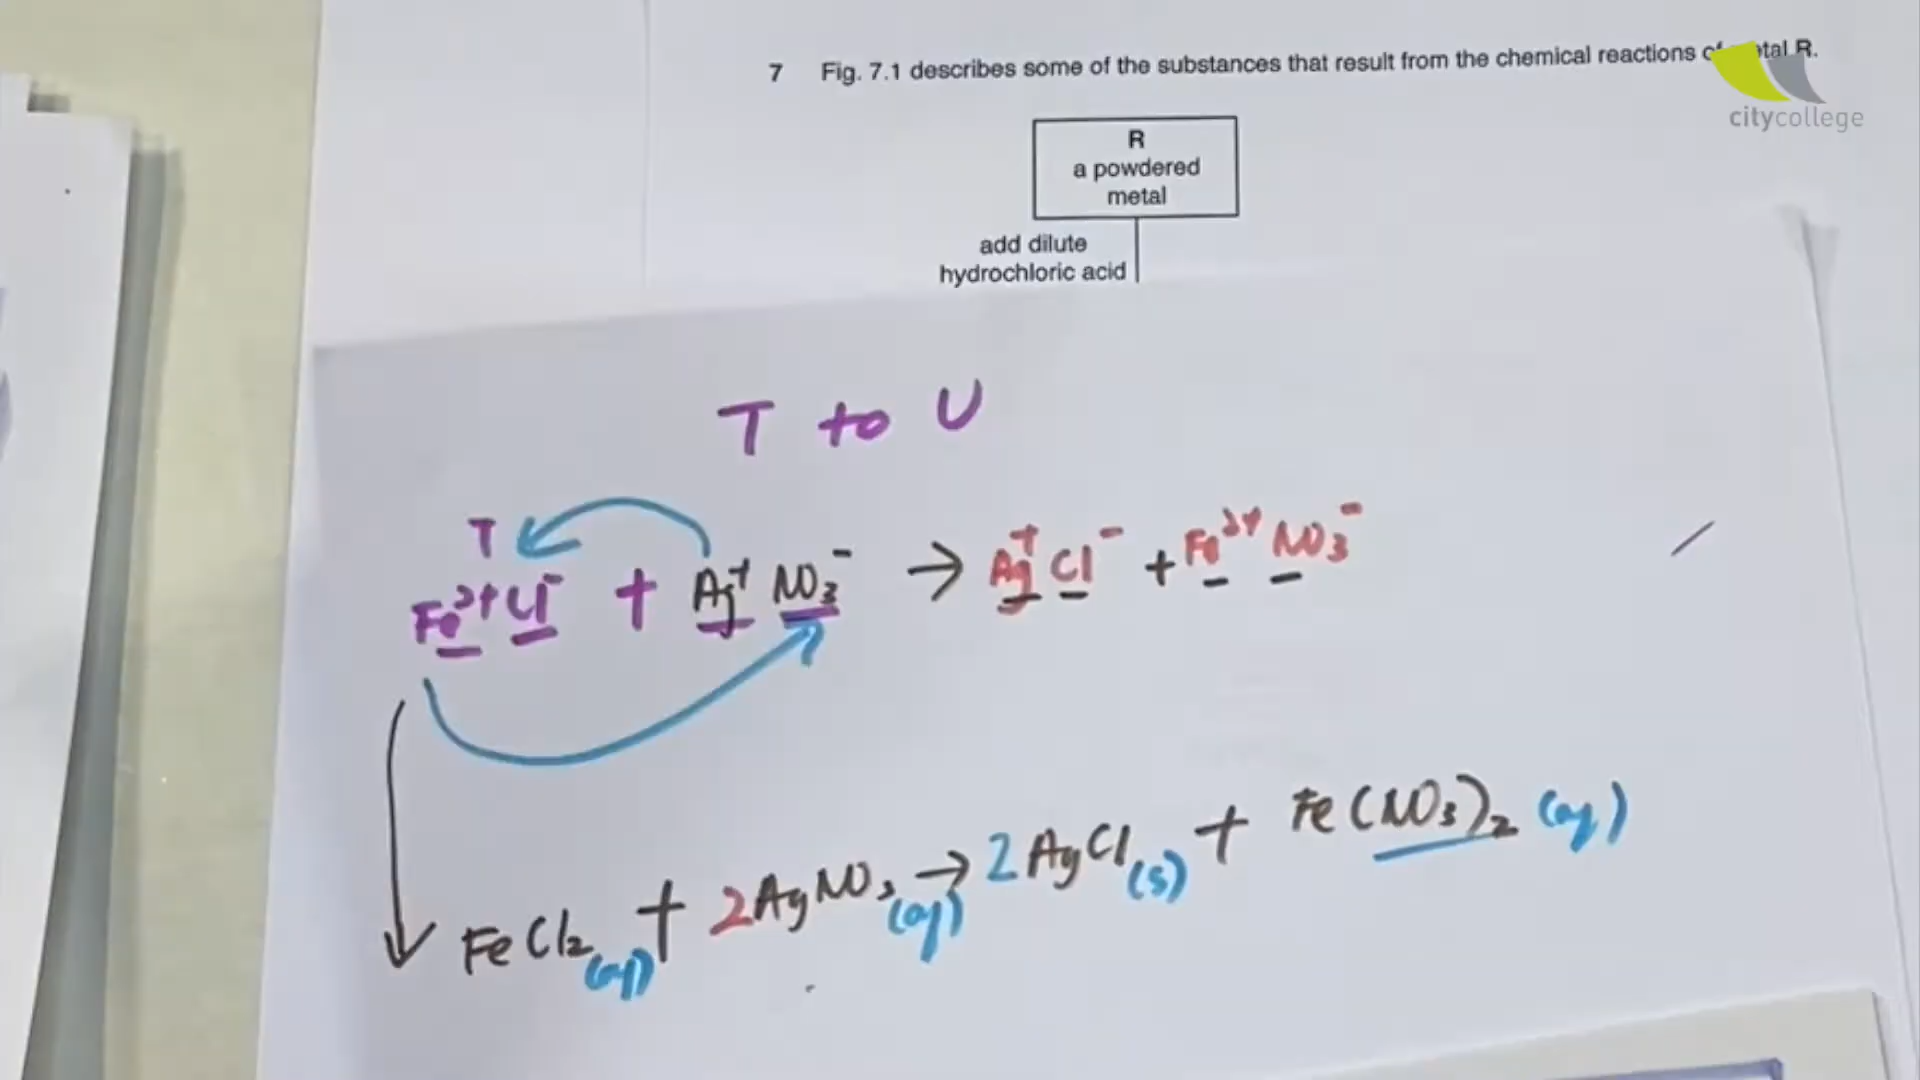 7 Fig. 7.1 describes some of the substances that result from the chemical reactions of metal R.
citycollege
R
a powdered
metal
add dilute
hydrochloric acid
T to U
T
Fe²⁺Cl⁻ + Ag⁺ NO₃⁻ → Ag⁺Cl⁻ + Fe²⁺ NO₃⁻
FeCl₂(aq) + 2AgNO₃(aq) → 2AgCl(s) + Fe(NO₃)₂ (aq)